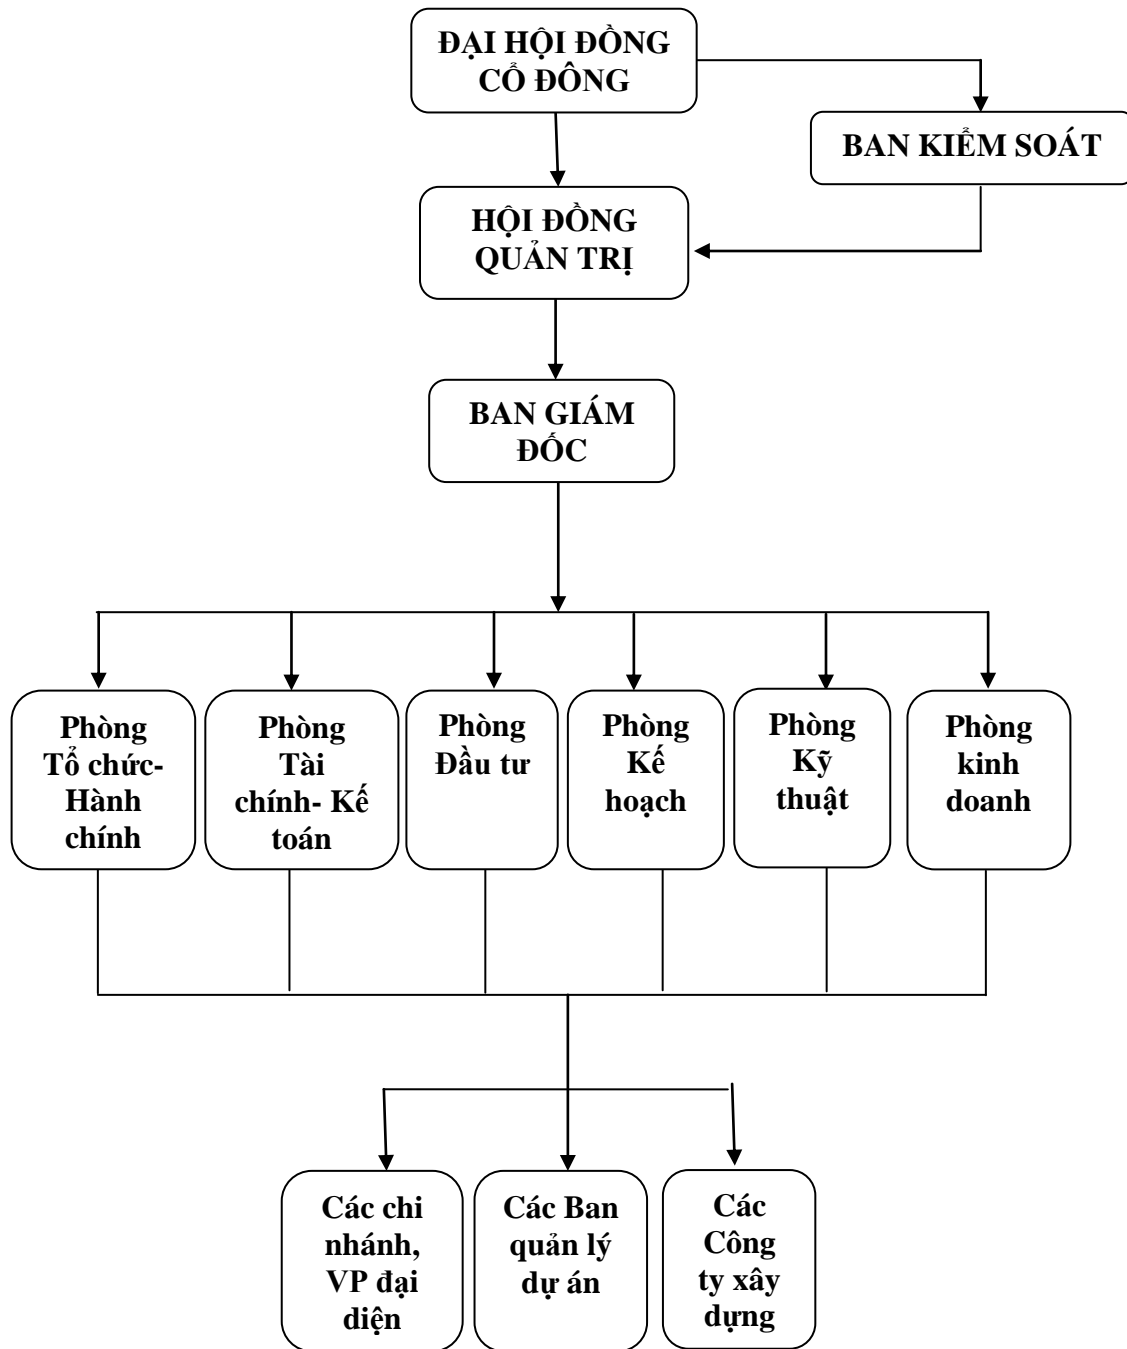 ĐẠI HỘI ĐỒNG
CỔ ĐÔNG
BAN KIỂM SOÁT
HỘI ĐỒNG
QUẢN TRỊ
BAN GIÁM
ĐỐC
Phòng
Tổ chức-
Hành
chính
Phòng
Tài
chính- Kế
toán
Phòng
Đầu tư
Phòng
Kế
hoạch
Phòng
Kỹ
thuật
Phòng
kinh
doanh
Các chi
nhánh,
VP đại
diện
Các Ban
quản lý
dự án
Các
Công
ty xây
dựng